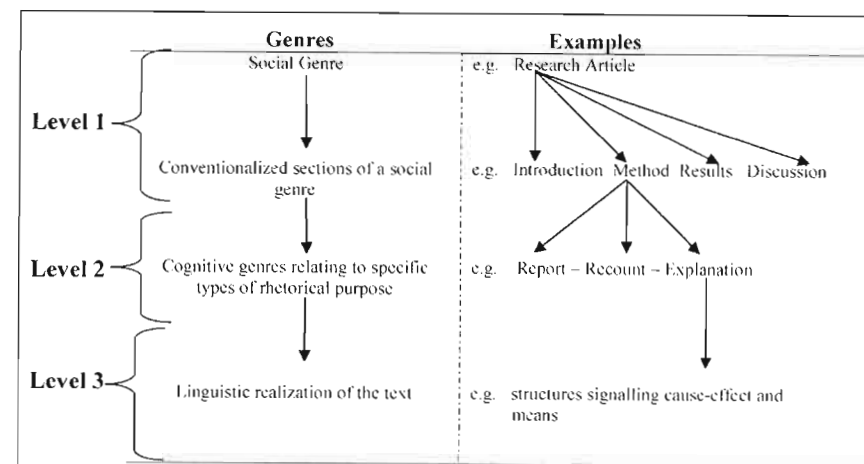 Genres Examples
Social Genre e.g. Research Article
Level 1
Conventionalized sections of a social
genre
e.g. Introduction Method Results Discussion
Level 2
Cognitive genres relating to specific
types of rhetorical purpose
e.g. Report – Recount – Explanation
Level 3
Linguistic realization of the text
e.g. structures signalling cause-effect and
means